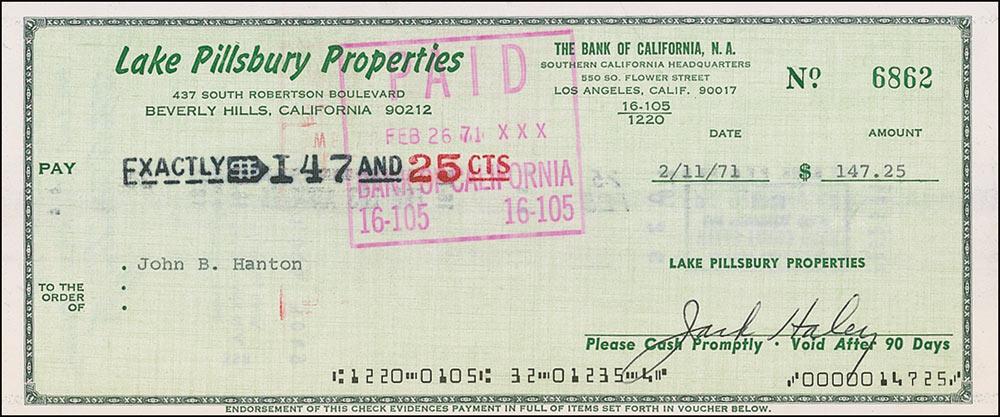 Lake Pillsbury Properties
437 SOUTH ROBERTSON BOULEVARD
BEVERLY HILLS, CALIFORNIA 90212
THE BANK OF CALIFORNIA, N. A.
SOUTHERN CALIFORNIA HEADQUARTERS
550 SO. FLOWER STREET
LOS ANGELES, CALIF. 90017
16-105
1220
Nº 6862
PAID
FEB 26 71 XXX
BANK OF CALIFORNIA
16-105 16-105
DATE AMOUNT
PAY EXACTLY 147 AND 25 CTS 2/11/71 $ 147.25
John B. Hanton
TO THE
ORDER
OF
LAKE PILLSBURY PROPERTIES
Jack Haley
Please Cash Promptly · Void After 90 Days
⑆1220⑉0105⑆ 32⑉01235⑉4⑈ ⑈0000014725⑈
ENDORSEMENT OF THIS CHECK EVIDENCES PAYMENT IN FULL OF ITEMS SET FORTH IN VOUCHER BELOW.